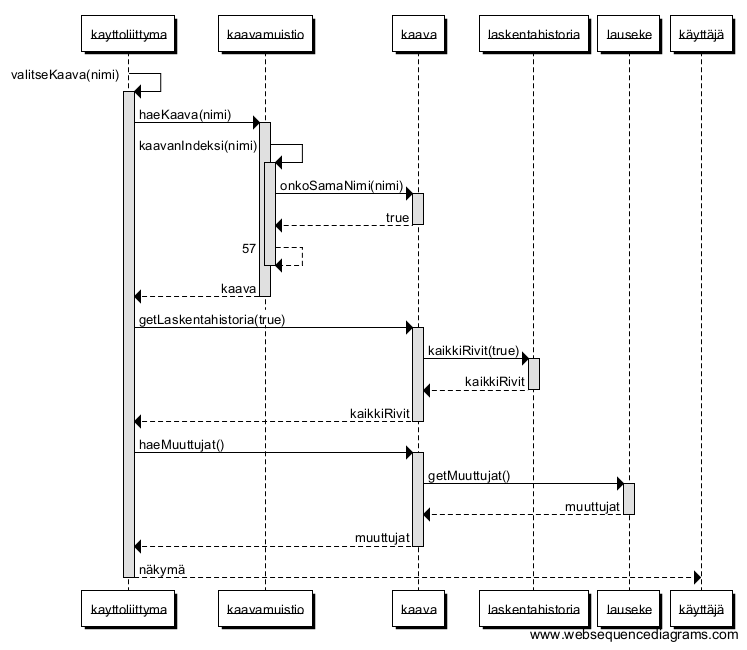 kayttoliittyma kaavamuistio kaava laskentahistoria lauseke käyttäjä
valitseKaava(nimi)
haeKaava(nimi)
kaavanIndeksi(nimi)
onkoSamaNimi(nimi)
true
57
kaava
getLaskentahistoria(true)
kaikkiRivit(true)
kaikkiRivit
kaikkiRivit
haeMuuttujat()
getMuuttujat()
muuttujat
muuttujat
näkymä
kayttoliittyma kaavamuistio kaava laskentahistoria lauseke käyttäjä
www.websequencediagrams.com